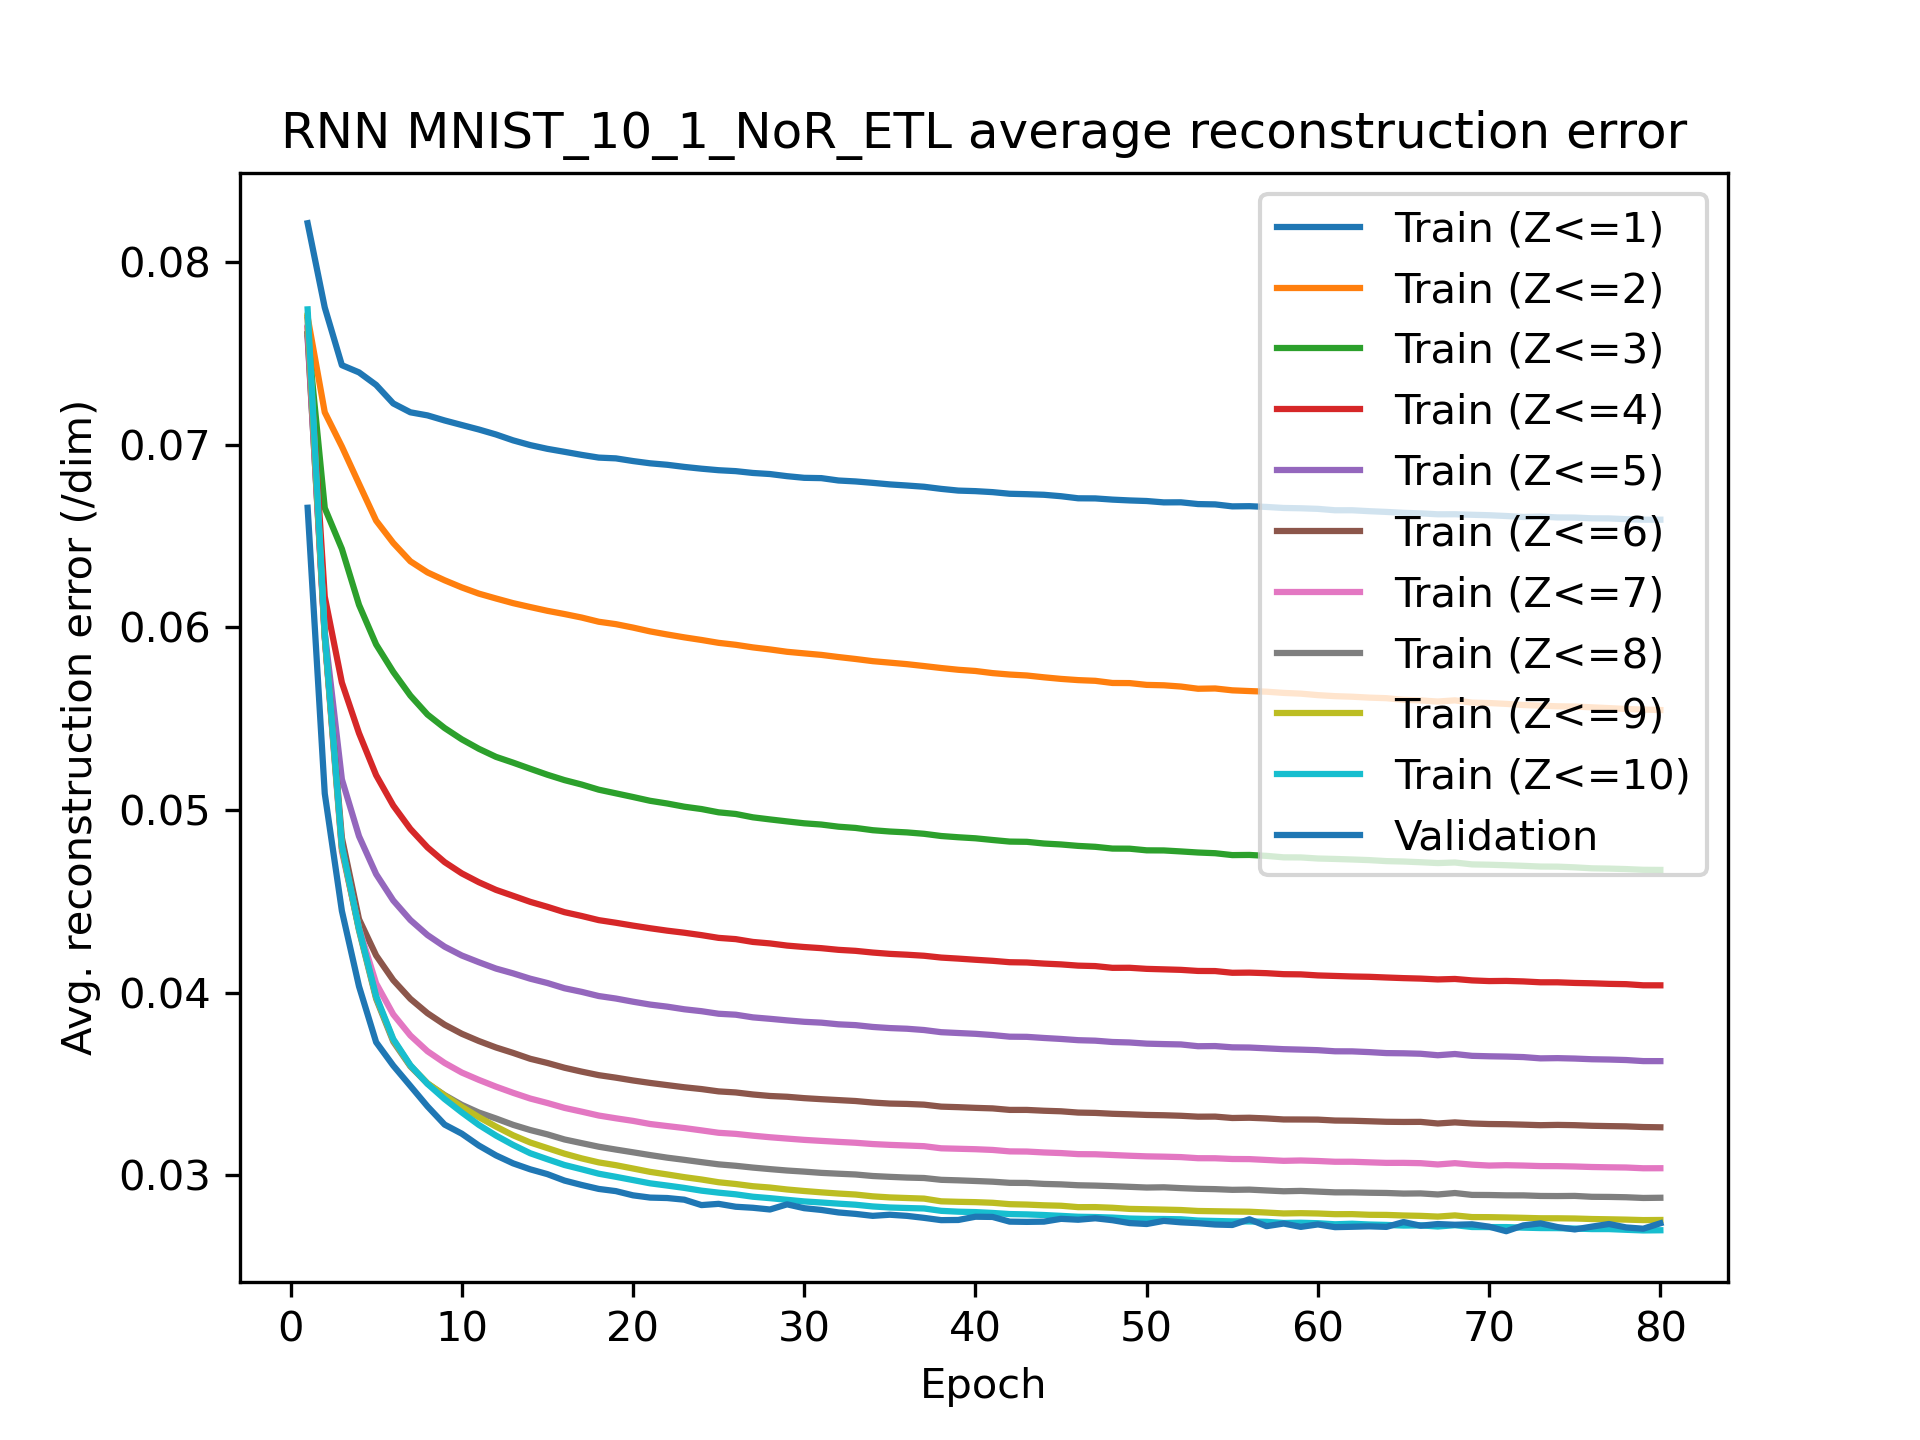 RNN MNIST_10_1_NoR_ETL average reconstruction error
Avg. reconstruction error (/dim)
0.08
0.07
0.06
0.05
0.04
0.03
Train (Z<=1)
Train (Z<=2)
Train (Z<=3)
Train (Z<=4)
Train (Z<=5)
Train (Z<=6)
Train (Z<=7)
Train (Z<=8)
Train (Z<=9)
Train (Z<=10)
Validation
0 10 20 30 40 50 60 70 80
Epoch